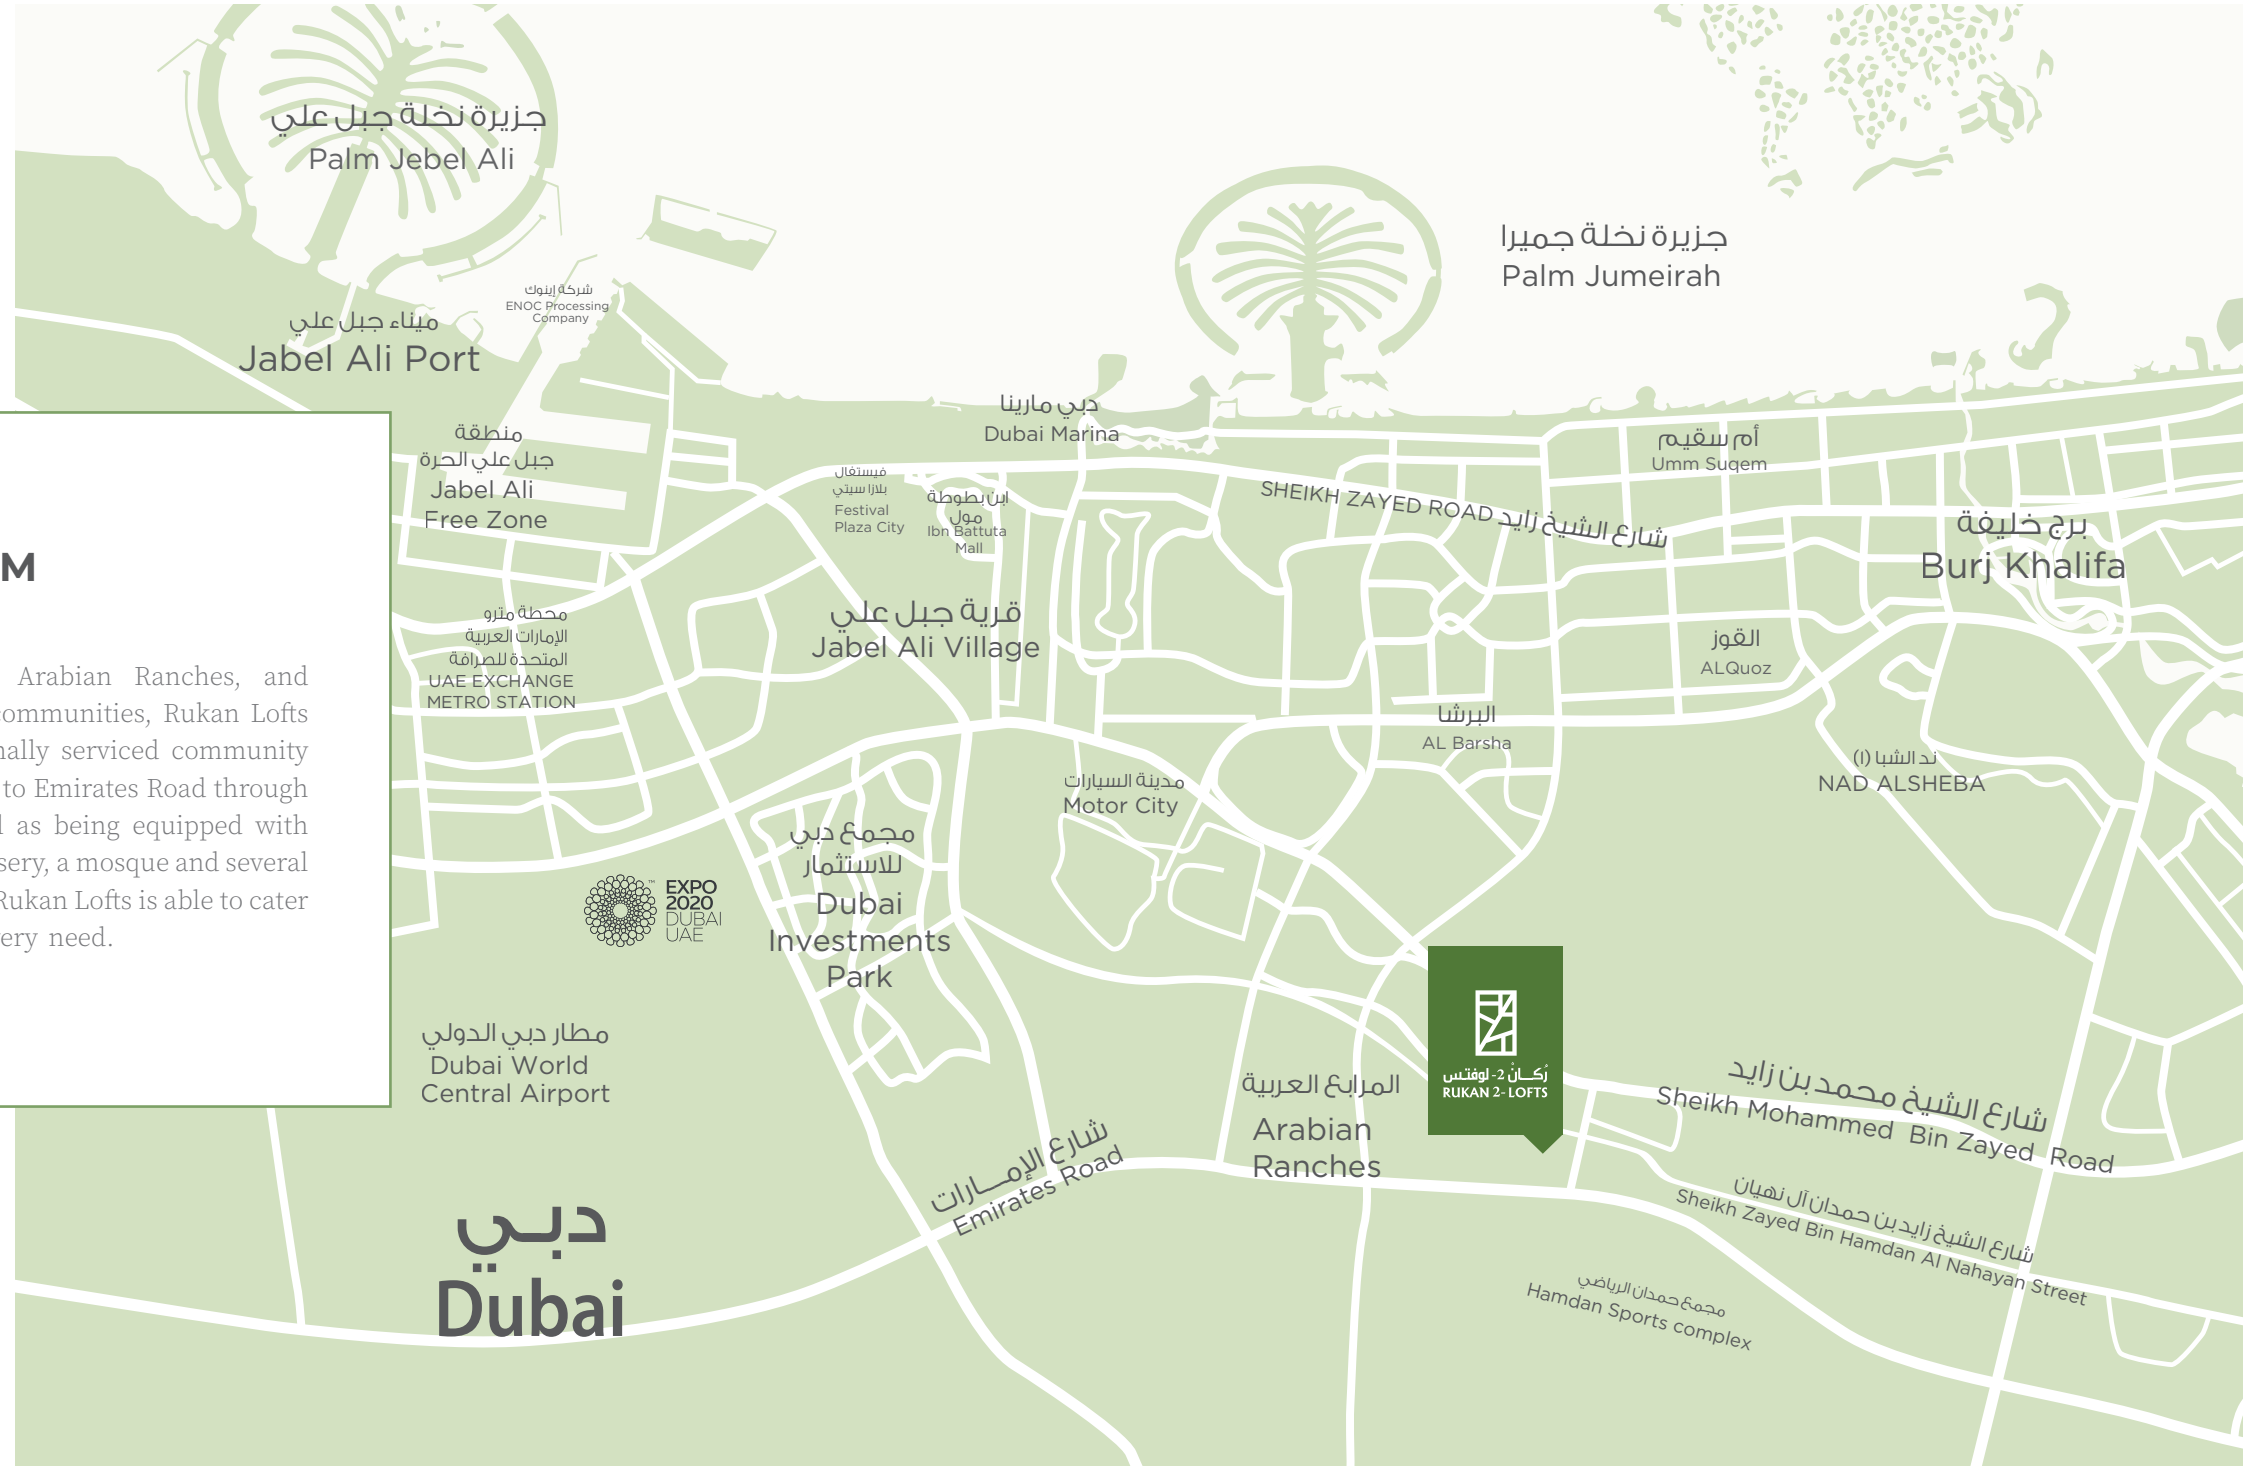 جزيرة نخلة جبل علي
Palm Jebel Ali
جزيرة نخلة جميرا
Palm Jumeirah
شركة إينوك
ENOC Processing
Company
ميناء جبل علي
Jabel Ali Port
دبي مارينا
Dubai Marina
منطقة
جبل علي الحرة
Jabel Ali
Free Zone
فيستفال
بلازا سيتي
Festival
Plaza City
ابن بطوطة
مول
Ibn Battuta
Mall
SHEIKH ZAYED ROAD شارع الشيخ زايد
أم سقيم
Umm Suqem
برج خليفة
Burj Khalifa
M
Arabian Ranches, and
communities, Rukan Lofts
serviced community
to Emirates Road through
as being equipped with
a mosque and several
Rukan Lofts is able to cater
need.
محطة مترو
الإمارات العربية
المتحدة للصرافة
UAE EXCHANGE
METRO STATION
قرية جبل علي
Jabel Ali Village
القوز
ALQuoz
البرشا
AL Barsha
ند الشبا (١)
NAD ALSHEBA
مدينة السيارات
Motor City
مجمع دبي
للاستثمار
Dubai
Investments
Park
EXPO
2020
DUBAI
UAE
™
مطار دبي الدولي
Dubai World
Central Airport
رُكــانْ 2- لوفتس
RUKAN 2- LOFTS
المرابع العربية
Arabian
Ranches
شارع الشيخ محمد بن زايد
Sheikh Mohammed Bin Zayed Road
شارع الإمــارات
Emirates Road
شارع الشيخ زايد بن حمدان آل نهيان
Sheikh Zayed Bin Hamdan Al Nahayan Street
مجمع حمدان الرياضي
Hamdan Sports complex
دبـي
Dubai